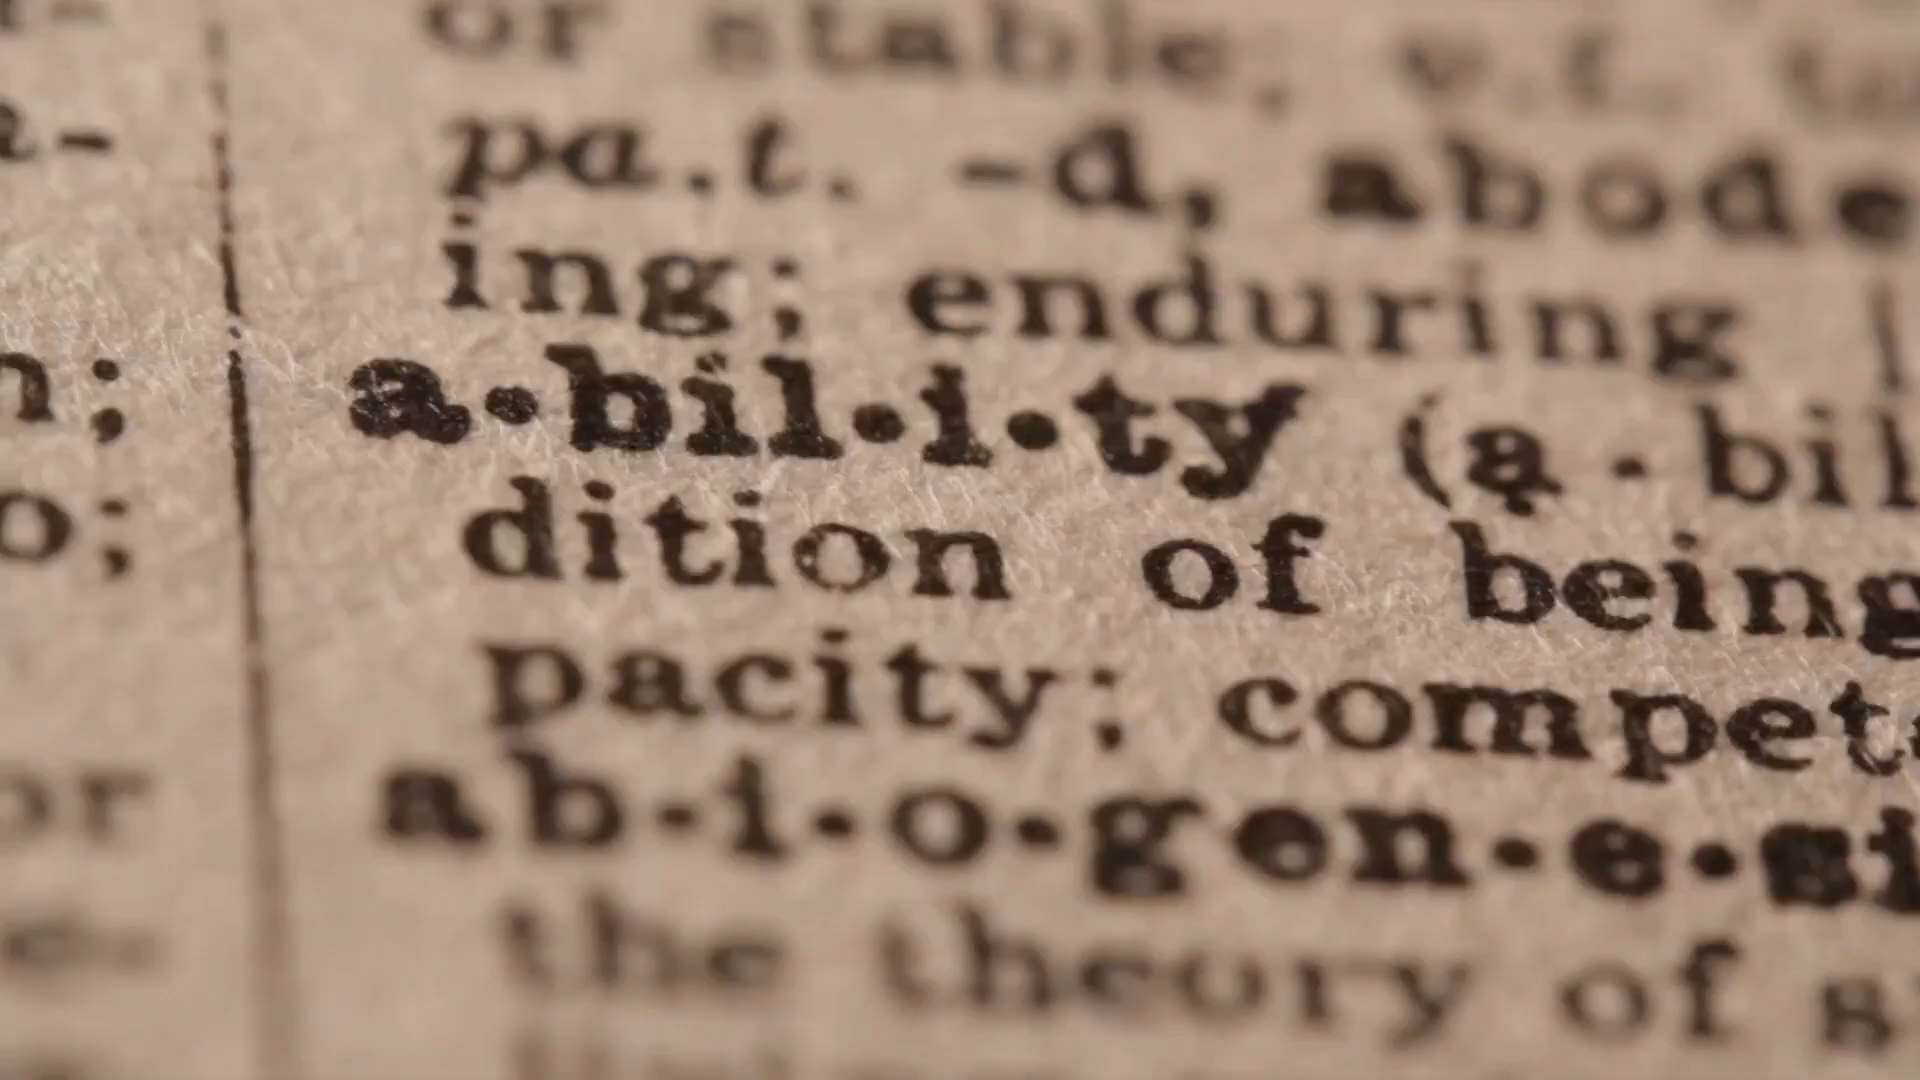 or stable, v.t.
pa.t. -d, abode
ing; enduring
n; a•bil•i•ty (ạ • bil
o; dition of being
pacity; compet
or ab•i•o•gen•e•si
the theory of s